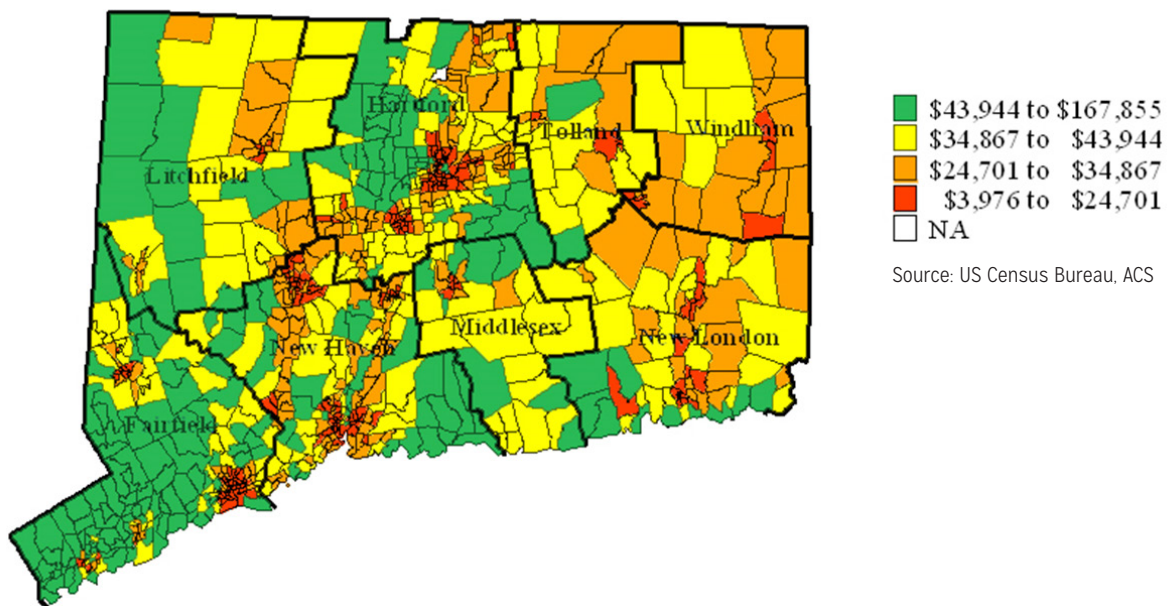 Hartford
Tolland
Windham
Litchfield
Middlesex
New Haven
New London
Fairfield
$43,944 to $167,855
$34,867 to $43,944
$24,701 to $34,867
$3,976 to $24,701
NA
Source: US Census Bureau, ACS